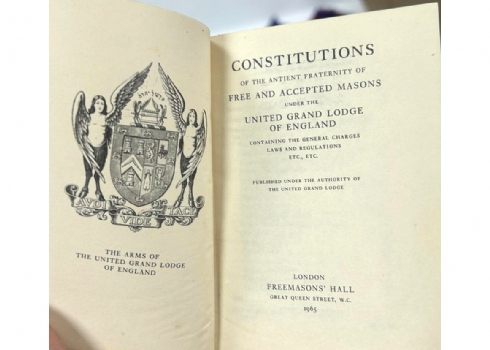 AUDI
VIDE
TACE
THE ARMS OF
THE UNITED GRAND LODGE
OF ENGLAND
CONSTITUTIONS
OF THE ANTIENT FRATERNITY OF
FREE AND ACCEPTED MASONS
UNDER THE
UNITED GRAND LODGE
OF ENGLAND
CONTAINING THE GENERAL CHARGES
LAWS AND REGULATIONS
ETC., ETC.
PUBLISHED UNDER THE AUTHORITY OF
THE UNITED GRAND LODGE
LONDON
FREEMASONS' HALL
GREAT QUEEN STREET, W.C.
1965